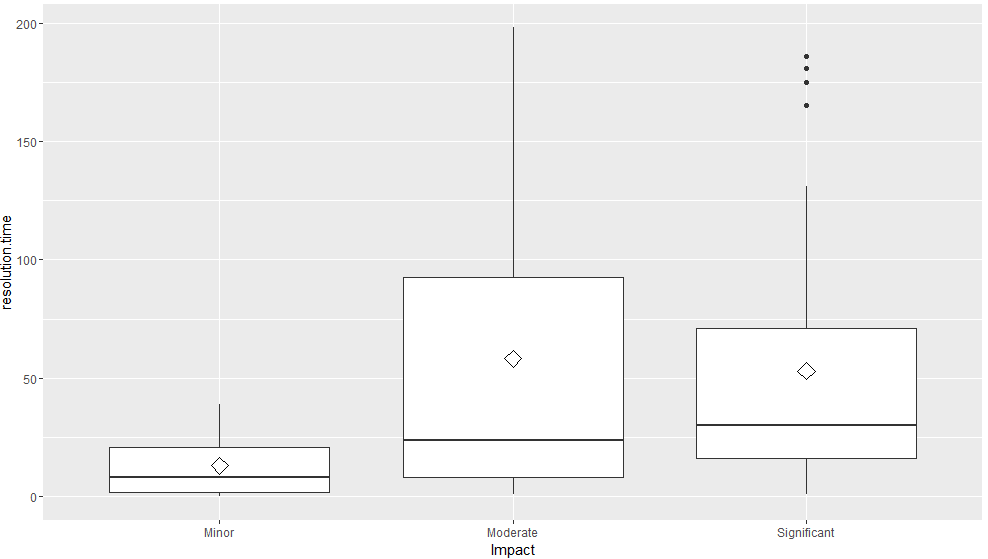 200
150
100
50
0
resolution.time
Minor
Moderate
Significant
Impact